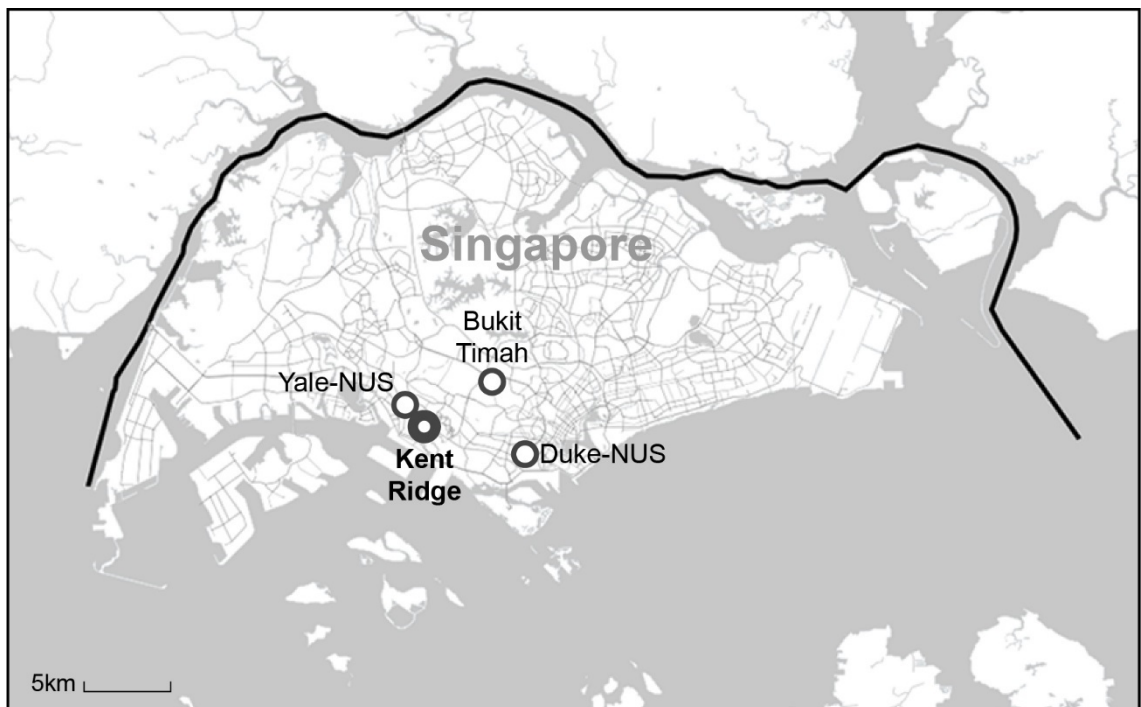 Singapore
Bukit
Timah
Yale-NUS
Kent
Ridge
Duke-NUS
5km